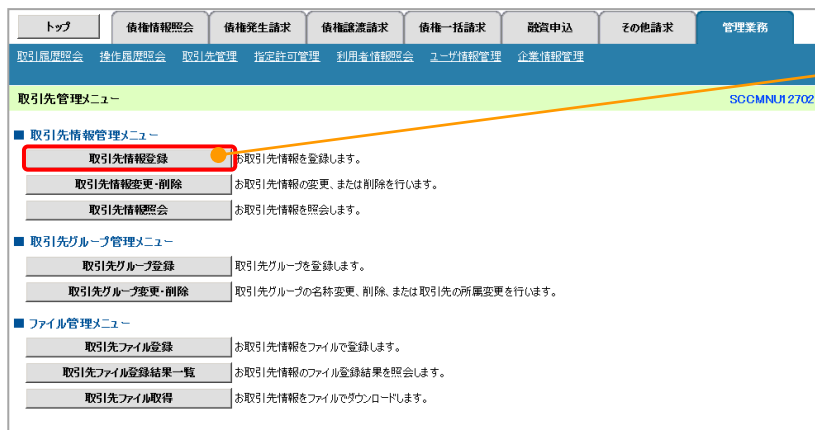 トップ 債権情報照会 債権発生請求 債権譲渡請求 債権一括請求 融資申込 その他請求 管理業務
取引履歴照会 操作履歴照会 取引先管理 指定許可管理 利用者情報照会 ユーザ情報管理 企業情報管理
取引先管理メニュー SCCMNU12702
■ 取引先情報管理メニュー
取引先情報登録 お取引先情報を登録します。
取引先情報変更・削除 お取引先情報の変更、または削除を行います。
取引先情報照会 お取引先情報を照会します。
■ 取引先グループ管理メニュー
取引先グループ登録 取引先グループを登録します。
取引先グループ変更・削除 取引先グループの名称変更、削除、または取引先の所属変更を行います。
■ ファイル管理メニュー
取引先ファイル登録 お取引先情報をファイルで登録します。
取引先ファイル登録結果一覧 お取引先情報のファイル登録結果を照会します。
取引先ファイル取得 お取引先情報をファイルでダウンロードします。